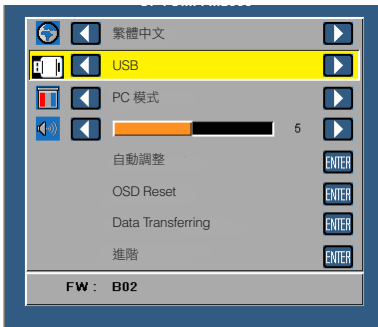 繁體中文
USB
PC 模式
5
自動調整 ENTER
OSD Reset ENTER
Data Transferring ENTER
進階 ENTER
FW : B02